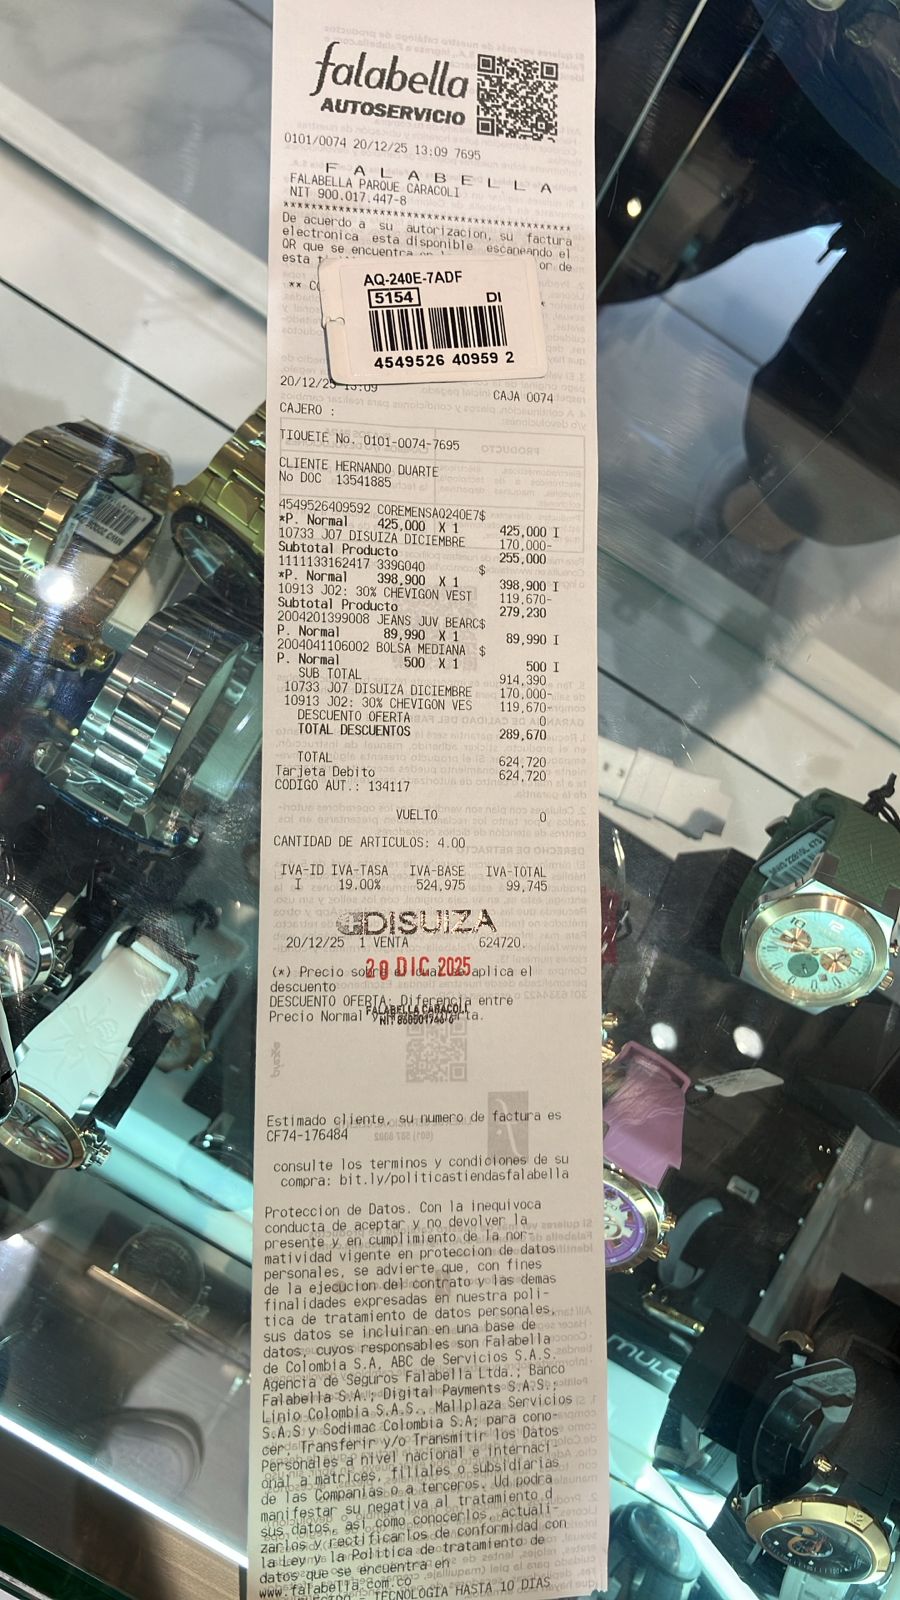 falabella
AUTOSERVICIO
0101/0074 20/12/25 13:09 7695
F A L A B E L L A
FALABELLA PARQUE CARACOLI
NIT 900.017.447-8
****************************************
De acuerdo a su autorizacion, su factura
electronica esta disponible escaneando el
QR que se encuentra en or de
esta
** CO
AQ-240E-7ADF
5154 DI
4549526 40959 2
20/12/25 13:09
CAJA 0074
CAJERO :
TIQUETE No. 0101-0074-7695
CLIENTE HERNANDO DUARTE
No DOC 13541885
4549526409592 COREMENSAQ240E7$
*P. Normal 425,000 X 1 425,000 I
10733 J07 DISUIZA DICIEMBRE 170,000-
Subtotal Producto 255,000
1111133162417 339G040 $
*P. Normal 398,900 X 1 398,900 I
10913 J02: 30% CHEVIGON VEST 119,670-
Subtotal Producto 279,230
2004201399008 JEANS JUV BEARC$
P. Normal 89,990 X 1 89,990 I
2004041106002 BOLSA MEDIANA $
P. Normal 500 X 1 500 I
SUB TOTAL 914,390
10733 J07 DISUIZA DICIEMBRE 170,000-
10913 J02: 30% CHEVIGON VES 119,670-
DESCUENTO OFERTA 0
TOTAL DESCUENTOS 289,670
TOTAL 624,720
Tarjeta Debito 624,720
CODIGO AUT.: 134117
VUELTO 0
CANTIDAD DE ARTICULOS: 4.00
IVA-ID IVA-TASA IVA-BASE IVA-TOTAL
I 19.00% 524,975 99,745
DISUIZA
20/12/25 1 VENTA 624720.
20 DIC 2025
(*) Precio sobre el cual se aplica el
descuento
DESCUENTO OFERTA: Diferencia entre
FALABELLA CARACOLI
Precio Normal y
Estimado cliente, su numero de factura es
CF74-176484
consulte los terminos y condiciones de su
compra: bit.ly/politicastiendasfalabella
Proteccion de Datos. Con la inequivoca
conducta de aceptar y no devolver la
presente y en cumplimiento de la nor-
matividad vigente en proteccion de datos
personales, se advierte que, con fines
de la ejecucion del contrato y las demas
finalidades expresadas en nuestra poli-
tica de tratamiento de datos personales,
sus datos se incluiran en una base de
datos, cuyos responsables son Falabella
de Colombia S.A, ABC de Servicios S.A.S.
Agencia de Seguros Falabella Ltda., Banco
Falabella S.A.; Digital Payments S.A.S.;
Linio Colombia S.A.S., Mallplaza Servicios
S.A.S y Sodimac Colombia S.A; para cono-
cer, Transferir y/o Transmitir los Datos
Personales a nivel nacional e internaci-
onal a matrices, filiales o subsidiarias
de las Companias o a terceros. Ud podra
manifestar su negativa al tratamiento d
sus datos, asi como conocerlos, actuali-
zarlos y rectificarlos de conformidad con
la Ley y la Politica de tratamiento de
datos que se encuentra en
www.falabella.com.co
TECNOLOGIA HASTA 10 DIAS